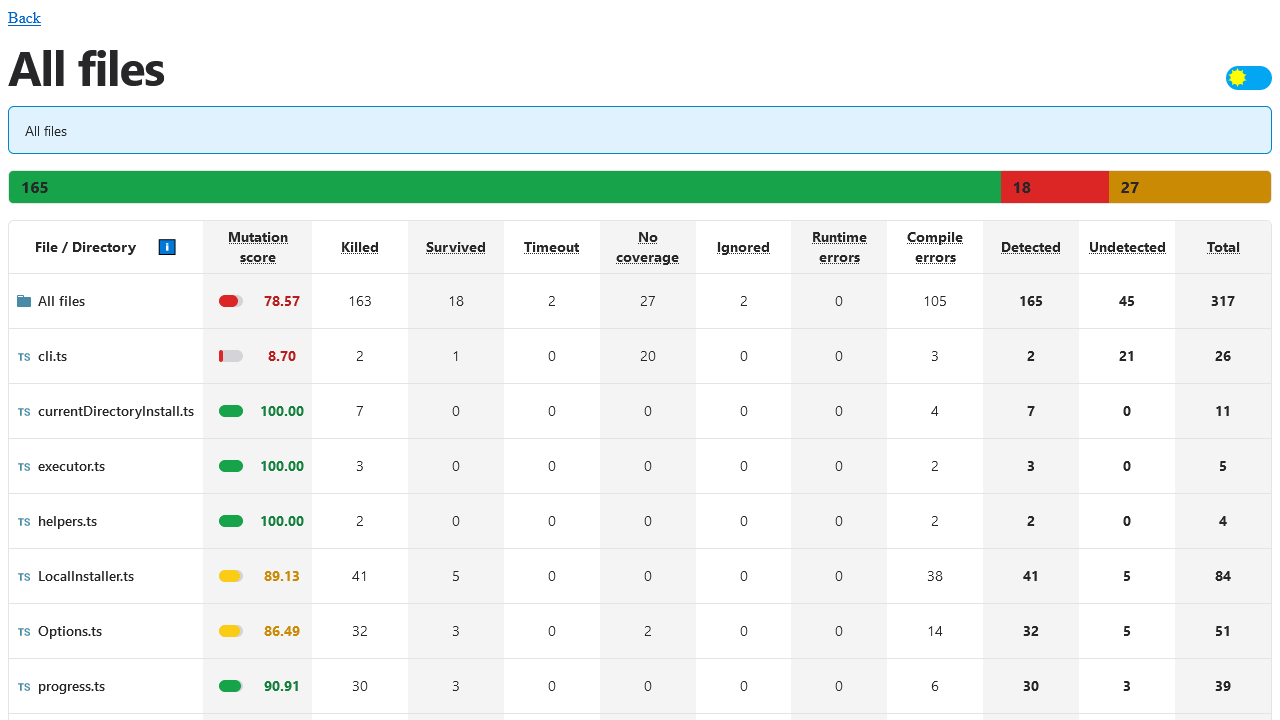 Back
All files
All files
165 18 27
File / Directory ℹ Mutation score Killed Survived Timeout No coverage Ignored Runtime errors Compile errors Detected Undetected Total
All files 78.57 163 18 2 27 2 0 105 165 45 317
TS cli.ts 8.70 2 1 0 20 0 0 3 2 21 26
TS currentDirectoryInstall.ts 100.00 7 0 0 0 0 0 4 7 0 11
TS executor.ts 100.00 3 0 0 0 0 0 2 3 0 5
TS helpers.ts 100.00 2 0 0 0 0 0 2 2 0 4
TS LocalInstaller.ts 89.13 41 5 0 0 0 0 38 41 5 84
TS Options.ts 86.49 32 3 0 2 0 0 14 32 5 51
TS progress.ts 90.91 30 3 0 0 0 0 6 30 3 39